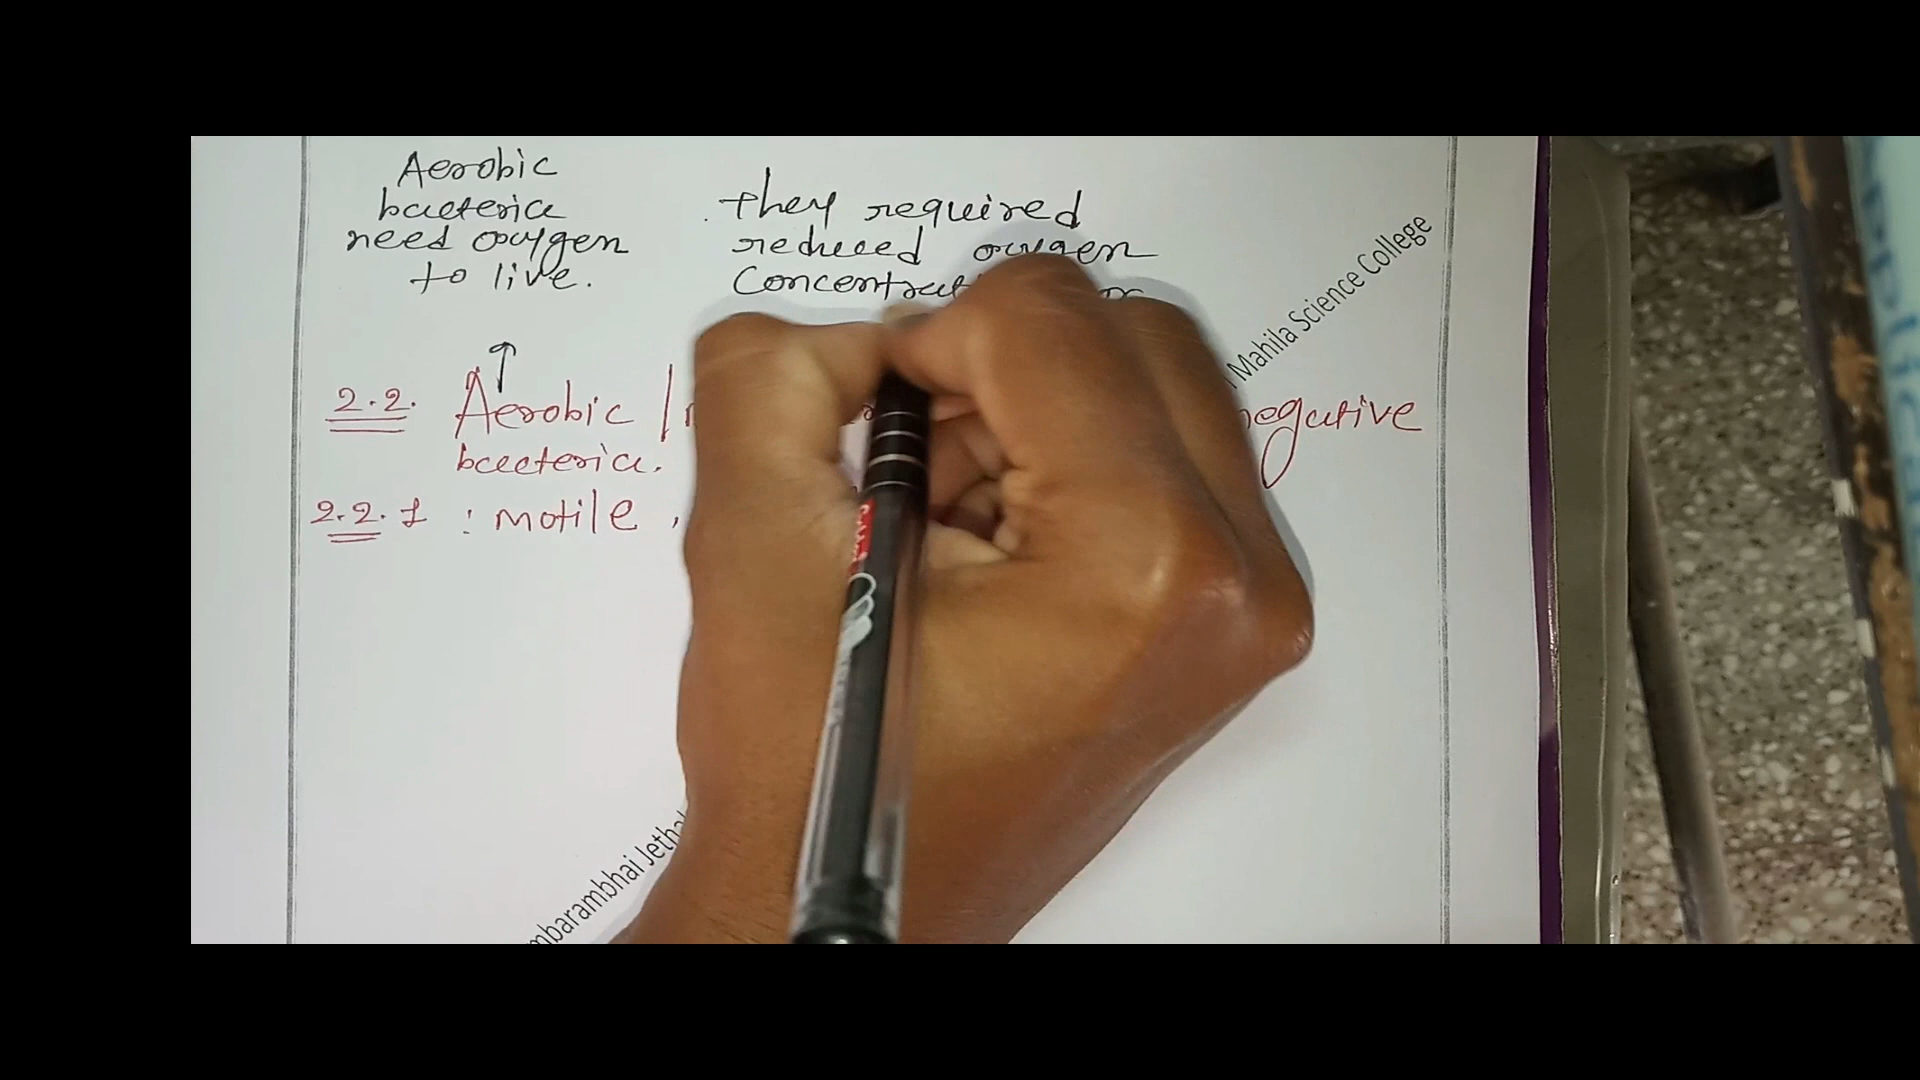 Aerobic
bacteria
need oxygen
to live.
. They required
reduced oxygen
2.2. Aerobic /
negative
bacteria.
2.2.1 : motile ,
Mahila Science College
mbarambhai Jetha